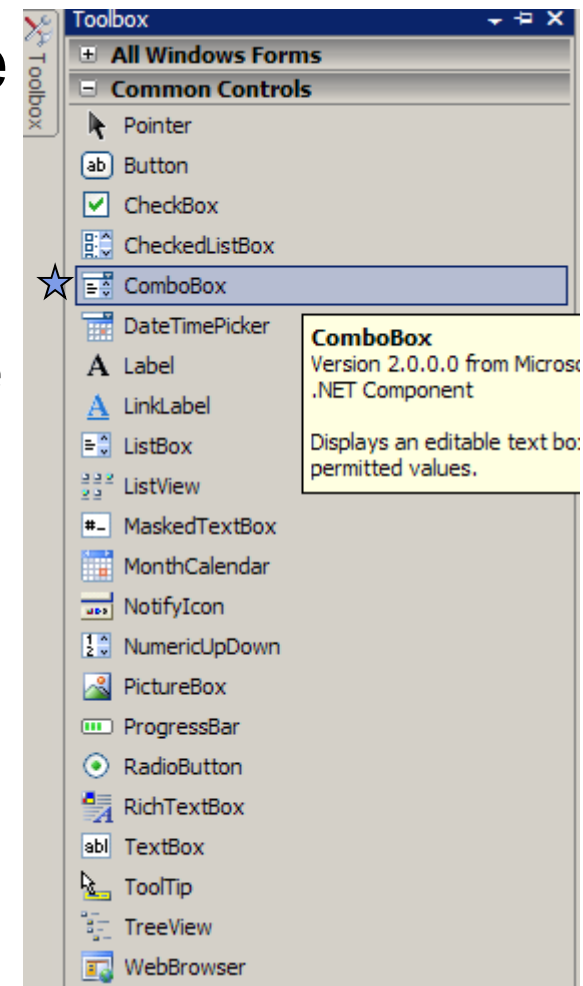 Toolbox
Toolbox
All Windows Forms
Common Controls
Pointer
Button
CheckBox
CheckedListBox
ComboBox
DateTimePicker
ComboBox
Version 2.0.0.0 from Microso
.NET Component
Displays an editable text box
permitted values.
Label
LinkLabel
ListBox
ListView
MaskedTextBox
MonthCalendar
NotifyIcon
NumericUpDown
PictureBox
ProgressBar
RadioButton
RichTextBox
TextBox
ToolTip
TreeView
WebBrowser